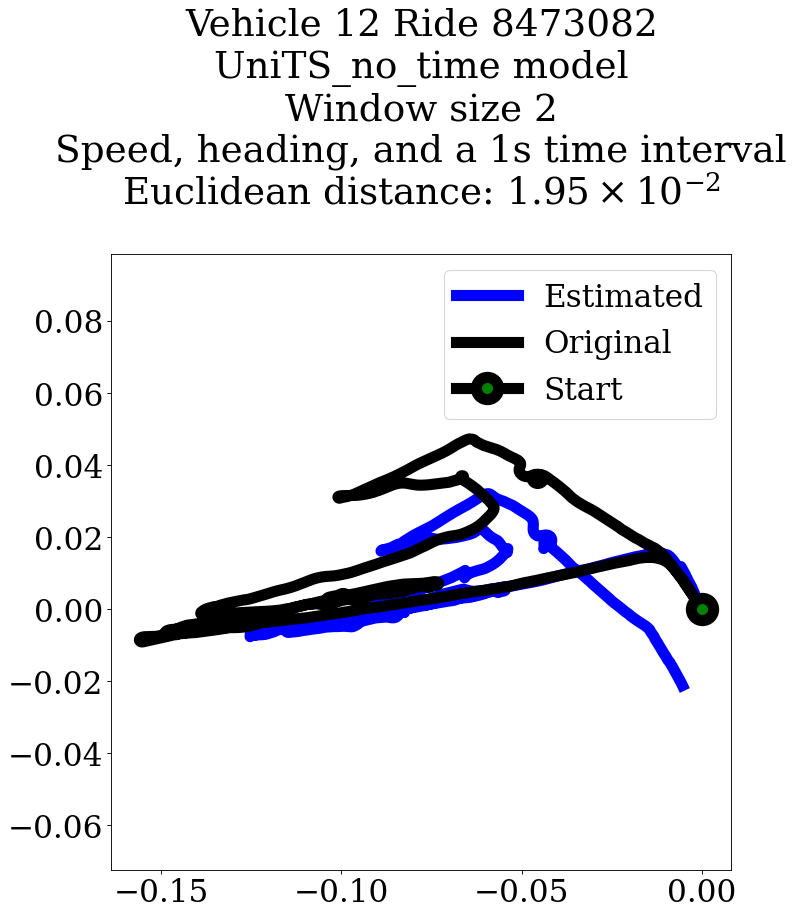 Vehicle 12 Ride 8473082
UniTS_no_time model
Window size 2
Speed, heading, and a 1s time interval
Euclidean distance: 1.95 × 10⁻²
Estimated
Original
Start
0.08
0.06
0.04
0.02
0.00
−0.02
−0.04
−0.06
−0.15 −0.10 −0.05 0.00